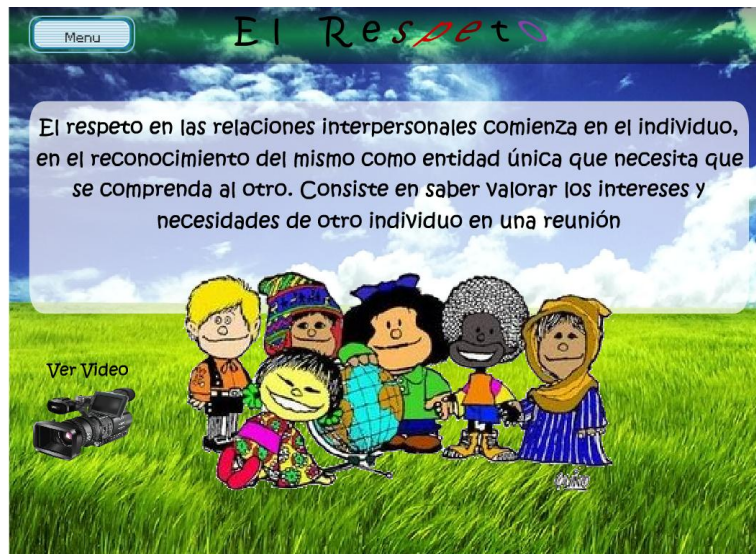 Menu
El Respeto
El respeto en las relaciones interpersonales comienza en el individuo,
en el reconocimiento del mismo como entidad única que necesita que
se comprenda al otro. Consiste en saber valorar los intereses y
necesidades de otro individuo en una reunión
Ver Video